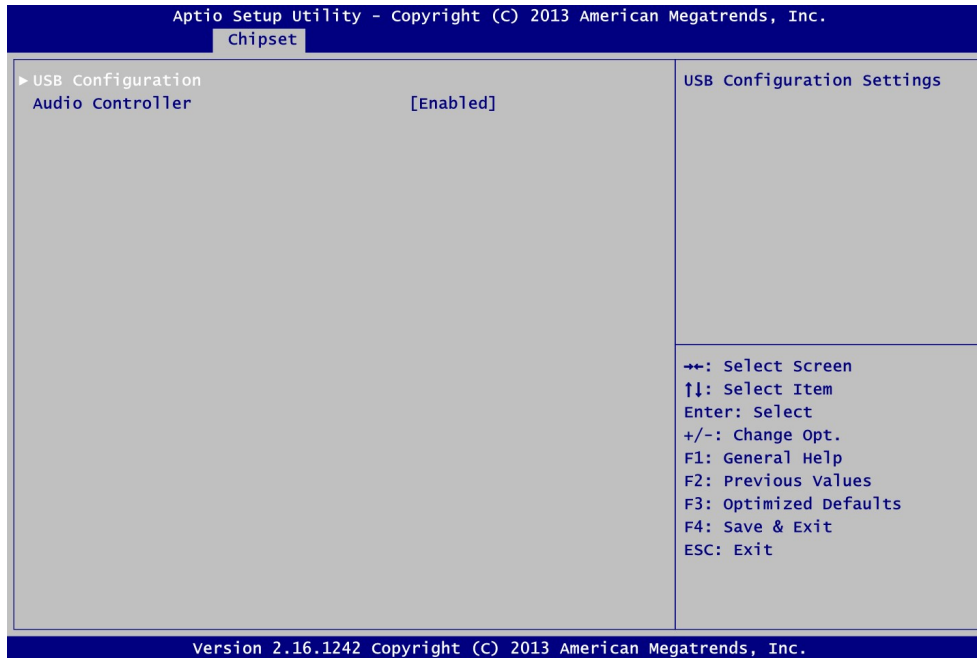 Aptio Setup Utility - Copyright (C) 2013 American Megatrends, Inc.
Chipset
►USB Configuration
Audio Controller [Enabled]
USB Configuration Settings
→←: Select Screen
↑↓: Select Item
Enter: Select
+/-: Change Opt.
F1: General Help
F2: Previous Values
F3: Optimized Defaults
F4: Save & Exit
ESC: Exit
Version 2.16.1242 Copyright (C) 2013 American Megatrends, Inc.